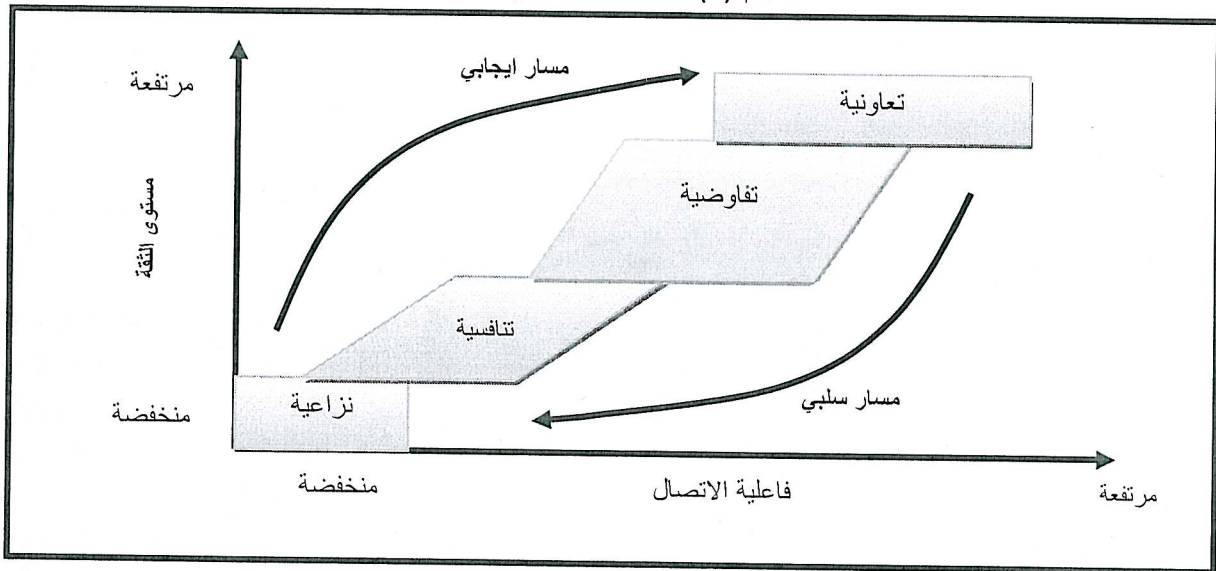 مسار ايجابي
مرتفعة
تعاونية
تفاوضية
مستوى الثقة
تنافسية
نزاعية
منخفضة
مسار سلبي
منخفضة
فاعلية الاتصال
مرتفعة